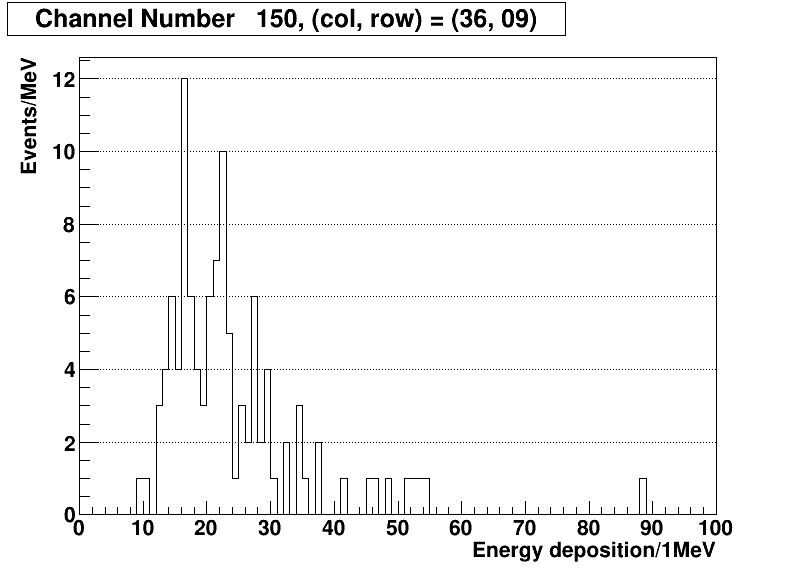 Channel Number 150, (col, row) = (36, 09)
Events/MeV
12
10
8
6
4
2
0
0 10 20 30 40 50 60 70 80 90 100
Energy deposition/1MeV